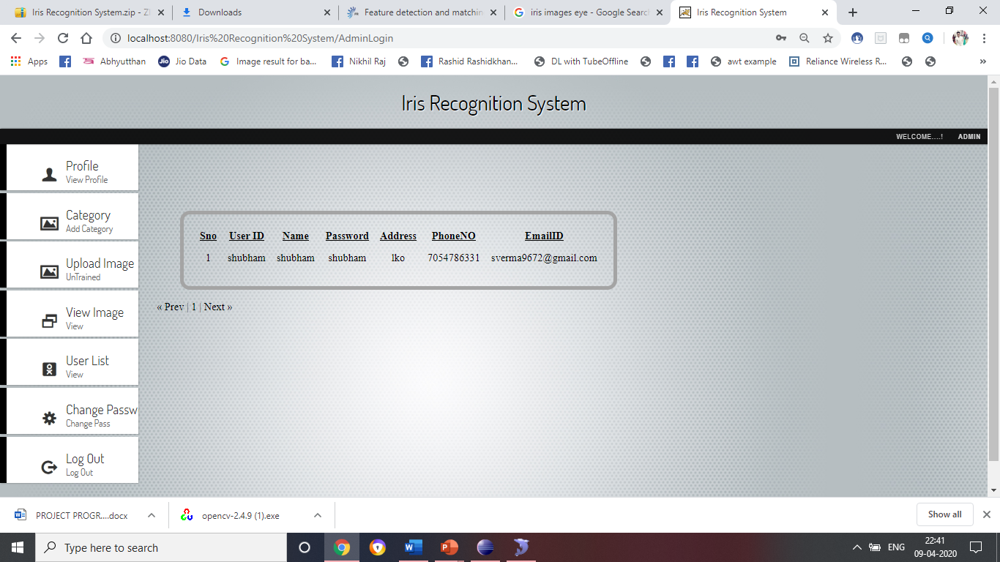 Iris Recognition System.zip - Zi
Downloads
Feature detection and matchin
iris images eye - Google Search
Iris Recognition System
localhost:8080/Iris%20Recognition%20System/AdminLogin
Apps Abhyutthan Jio Jio Data Image result for ba... Nikhil Raj Rashid Rashidkhan... DL with TubeOffline awt example Reliance Wireless R... »
Iris Recognition System
WELCOME....! ADMIN
Profile
View Profile
Category
Add Category
Upload Image
UnTrained
View Image
View
User List
View
Change Passw
Change Pass
Log Out
Log Out
Sno User ID Name Password Address PhoneNO EmailID
1 shubham shubham shubham lko 7054786331 sverma9672@gmail.com
« Prev | 1 | Next »
PROJECT PROGR....docx
opencv-2.4.9 (1).exe
Show all
Type here to search
ENG
22:41
09-04-2020